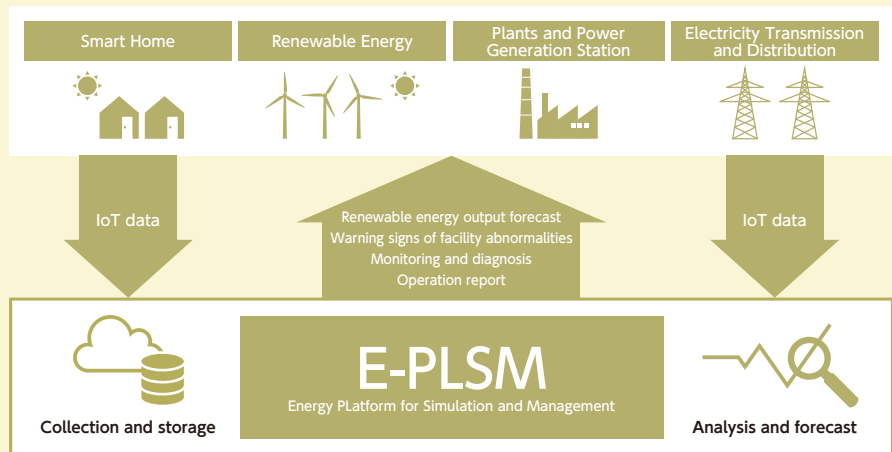 Smart Home
Renewable Energy
Plants and Power
Generation Station
Electricity Transmission
and Distribution
IoT data
Renewable energy output forecast
Warning signs of facility abnormalities
Monitoring and diagnosis
Operation report
IoT data
E-PLSM
Energy PLatform for Simulation and Management
Collection and storage
Analysis and forecast